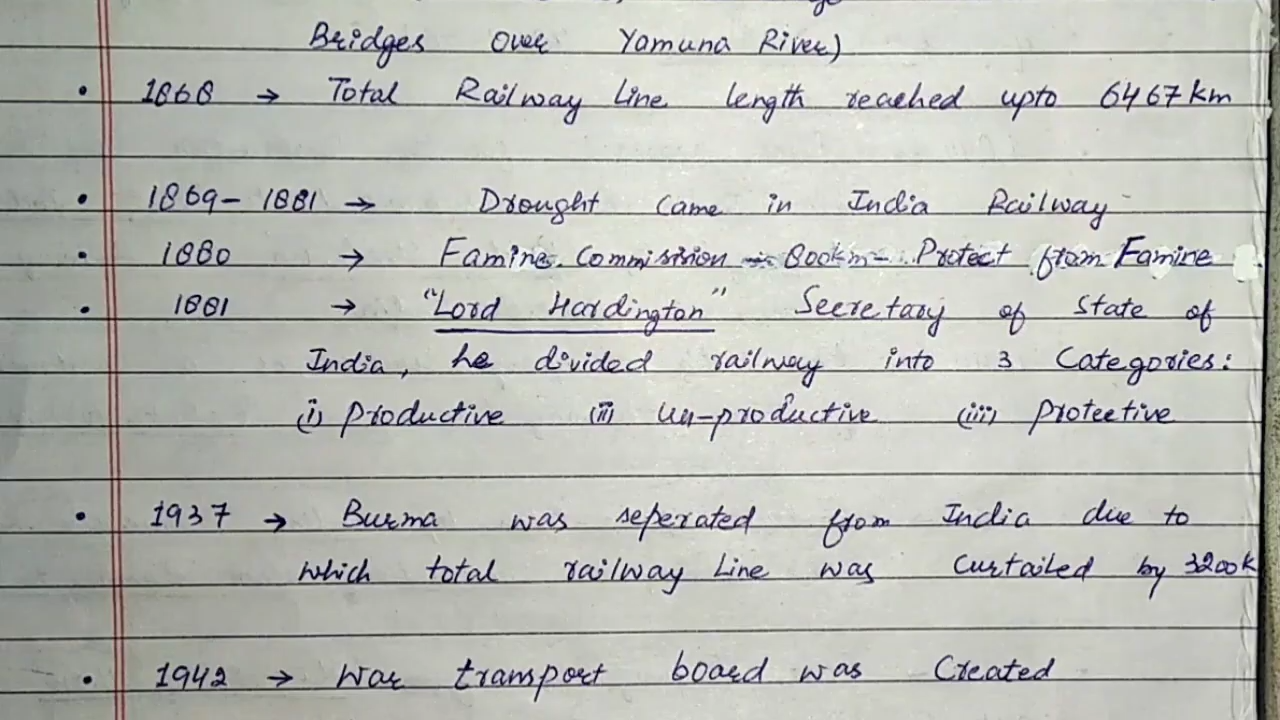 Bridges over Yamuna River)
• 1868 → Total Railway Line length reached upto 6467 km
• 1869 - 1881 → Drought came in India Railway
• 1880 → Famine Commisision - 800km - Protect from Famine
• 1881 → "Lord Hardington" Secretary of State of
India, he divided railway into 3 Categories:
(i) Productive (ii) Un-productive (iii) Protective
• 1937 → Burma was seperated from India due to
which total railway Line was curtailed by 3200k
• 1942 → War transport board was Created